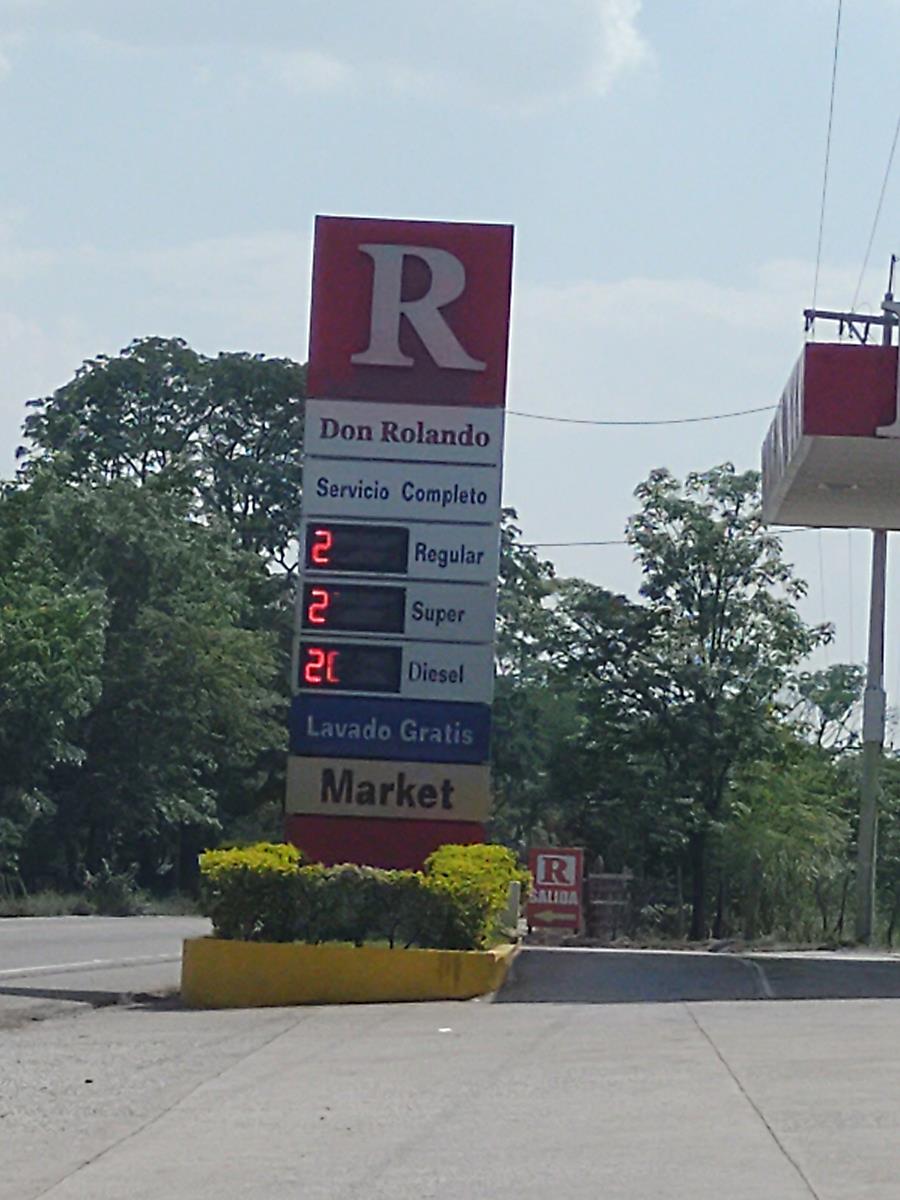 R
Don Rolando
Servicio Completo
2 Regular
2 Super
2 Diesel
Lavado Gratis
Market
R
SALIDA